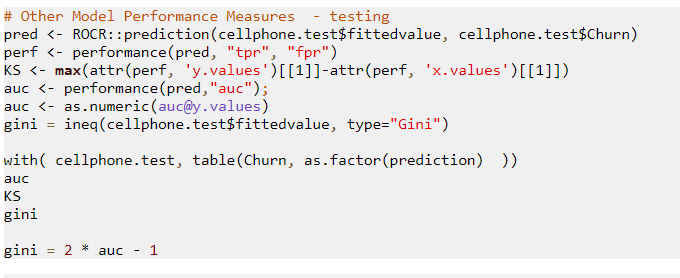 # Other Model Performance Measures  - testing
pred <- ROCR::prediction(cellphone.test$fittedvalue, cellphone.test$Churn)
perf <- performance(pred, "tpr", "fpr")
KS <- max(attr(perf, 'y.values')[[1]]-attr(perf, 'x.values')[[1]])
auc <- performance(pred,"auc");
auc <- as.numeric(auc@y.values)
gini = ineq(cellphone.test$fittedvalue, type="Gini")
with( cellphone.test, table(Churn, as.factor(prediction)  ))
auc
KS
gini
gini = 2 * auc - 1